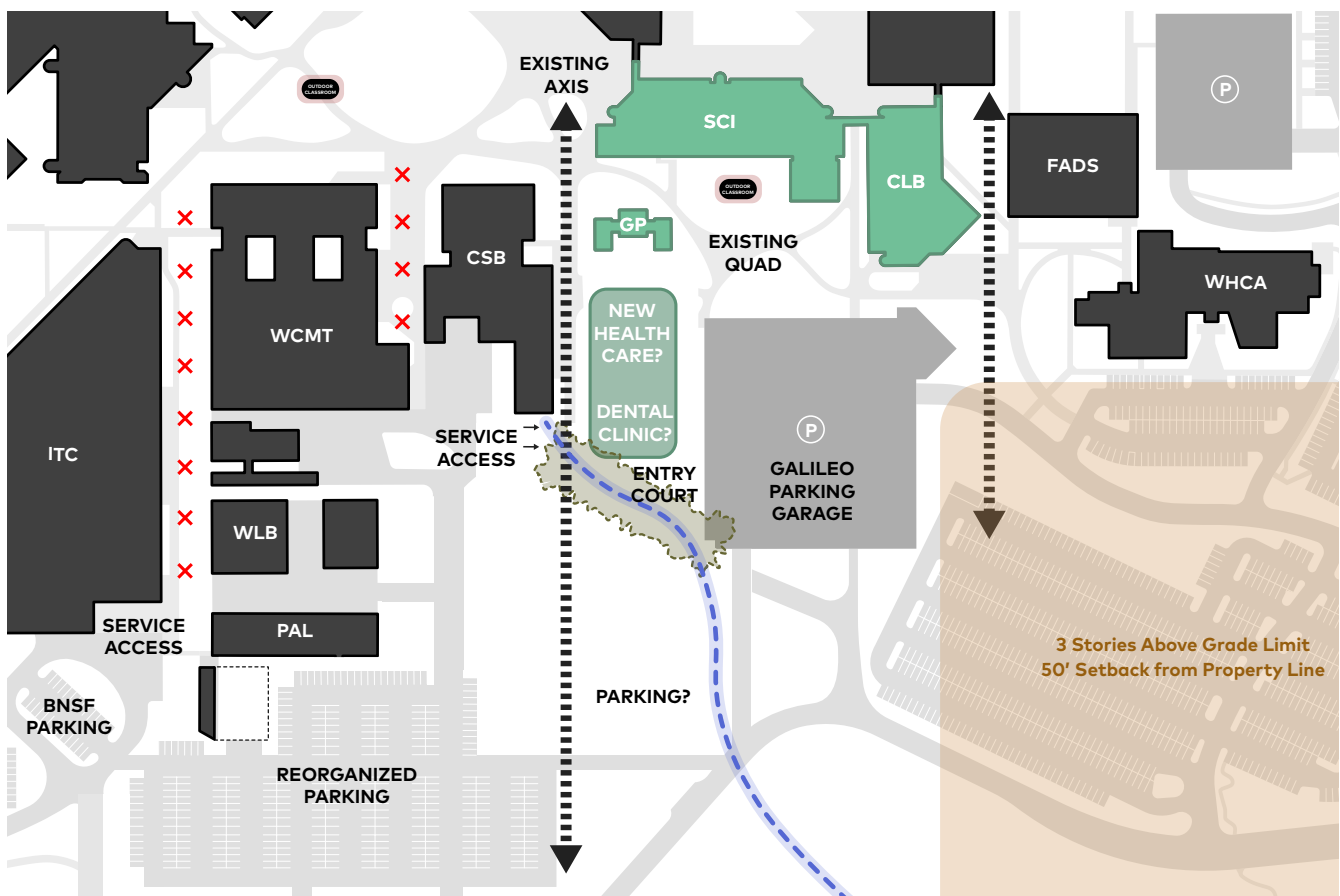 EXISTING
AXIS
OUTDOOR
CLASSROOM
SCI
P
FADS
CLB
OUTDOOR
CLASSROOM
GP
EXISTING
QUAD
CSB
WHCA
NEW
HEALTH
CARE?
DENTAL
CLINIC?
WCMT
P
SERVICE
ACCESS
ITC
ENTRY
COURT
GALILEO
PARKING
GARAGE
WLB
SERVICE
ACCESS
PAL
3 Stories Above Grade Limit
50’ Setback from Property Line
PARKING?
BNSF
PARKING
REORGANIZED
PARKING